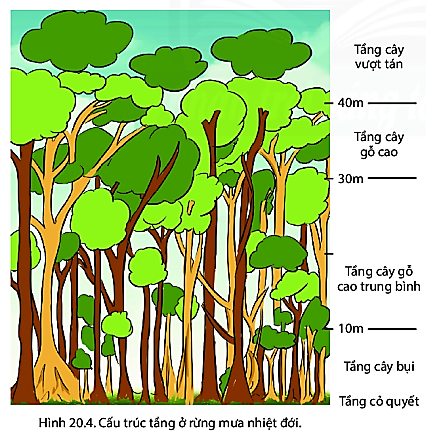 Tầng cây
vượt tán
40m
Tầng cây
gỗ cao
30m
Tầng cây gỗ
cao trung bình
10m
Tầng cây bụi
Tầng cỏ quyết
Hình 20.4. Cấu trúc tầng ở rừng mưa nhiệt đới.